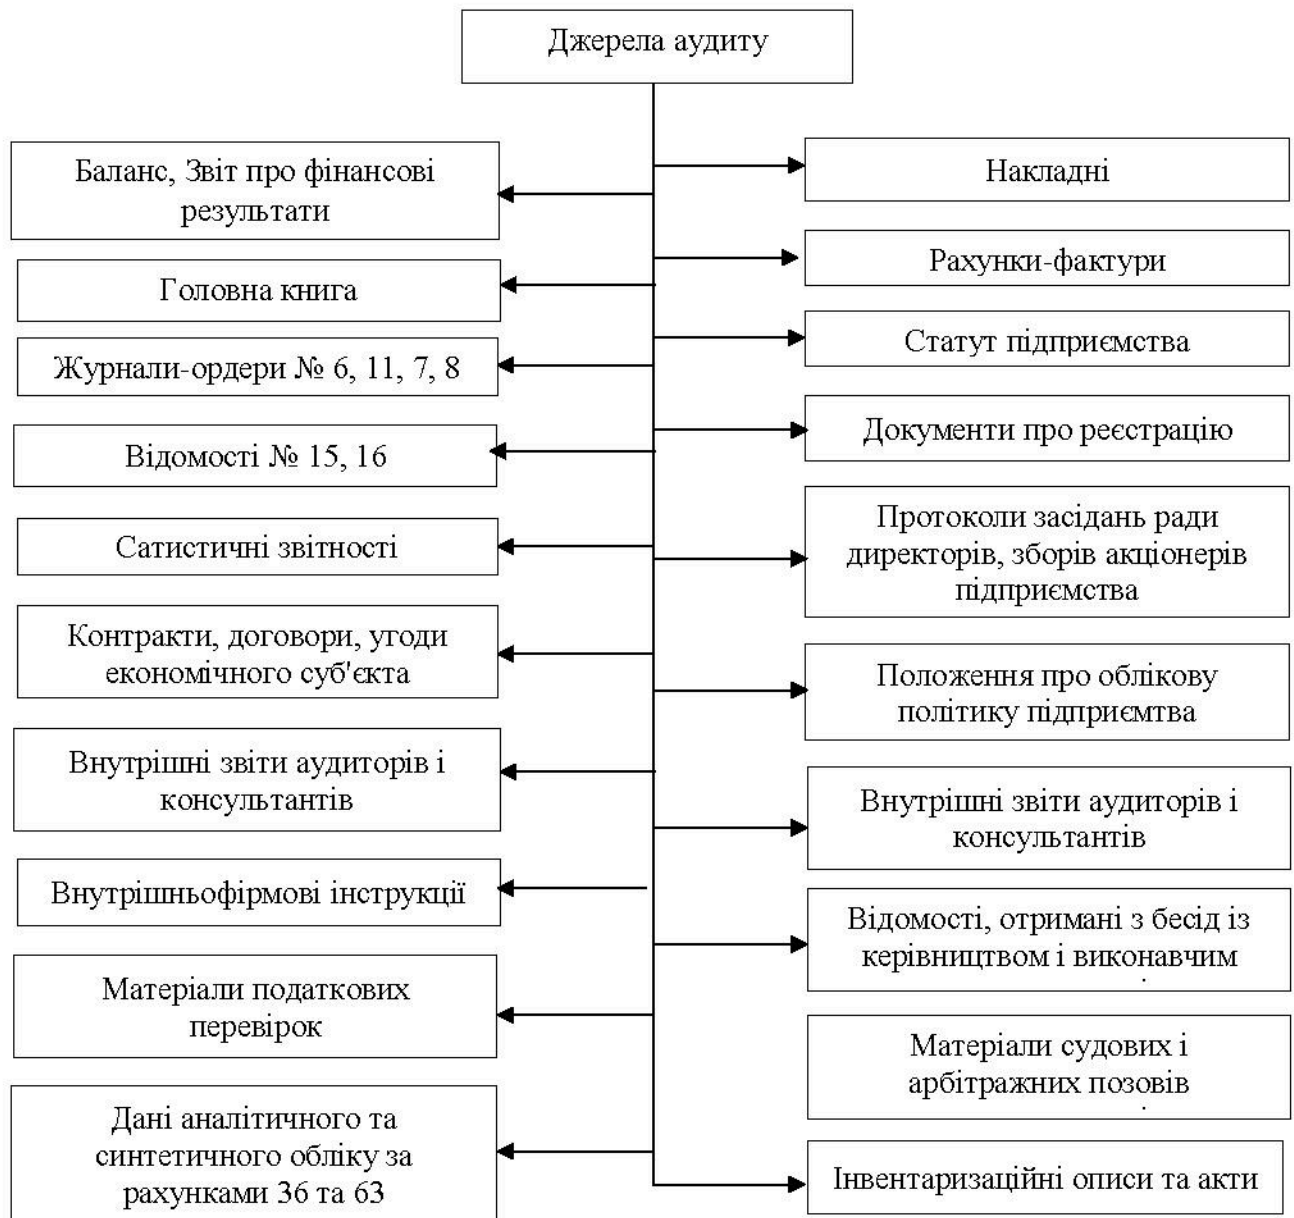 Джерела аудиту
Баланс, Звіт про фінансові
результати
Головна книга
Журнали-ордери № 6, 11, 7, 8
Відомості № 15, 16
Сатистичні звітності
Контракти, договори, угоди
економічного суб'єкта
Внутрішні звіти аудиторів і
консультантів
Внутрішньофірмові інструкції
Матеріали податкових
перевірок
Дані аналітичного та
синтетичного обліку за
рахунками 36 та 63
Накладні
Рахунки-фактури
Статут підприємства
Документи про реєстрацію
Протоколи засідань ради
директорів, зборів акціонерів
підприємства
Положення про облікову
політику підприємтва
Внутрішні звіти аудиторів і
консультантів
Відомості, отримані з бесід із
керівництвом і виконавчим
Матеріали судових і
арбітражних позовів
Інвентаризаційні описи та акти